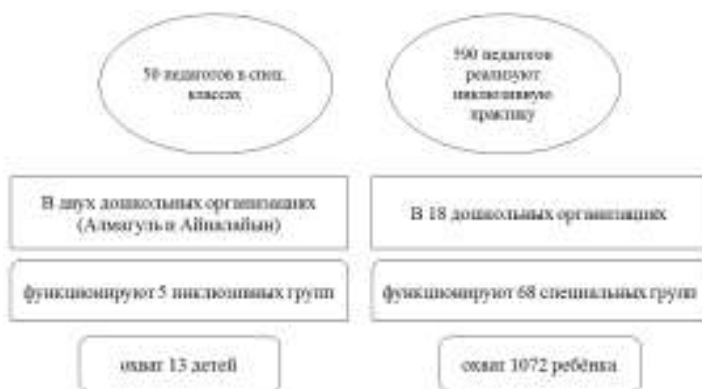 50 педагогов в спец.
классах
590 педагогов
реализуют
инклюзивную
практику
В двух дошкольных организациях
(Алмагуль и Айналайын)
В 18 дошкольных организациях
функционируют 5 инклюзивных групп
функционируют 68 специальных групп
охват 13 детей
охват 1072 ребёнка